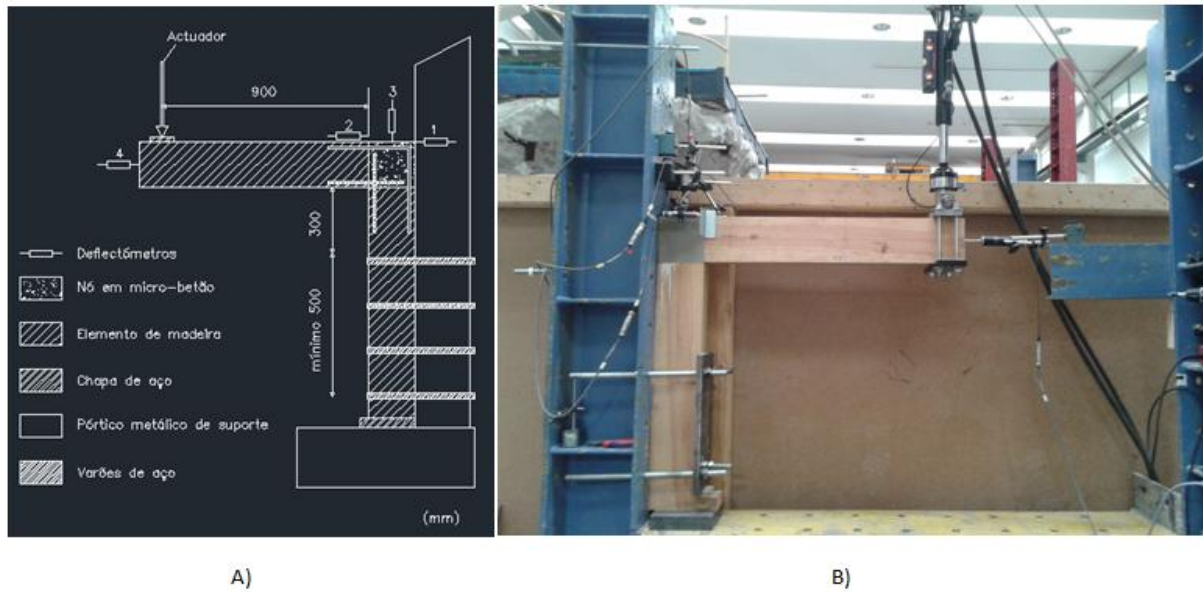 Actuador
900
3
2
1
4
300
mínimo 500
Deflectómetros
Nó em micro-betão
Elemento de madeira
Chapa de aço
Pórtico metálico de suporte
Varões de aço
(mm)
A)
B)